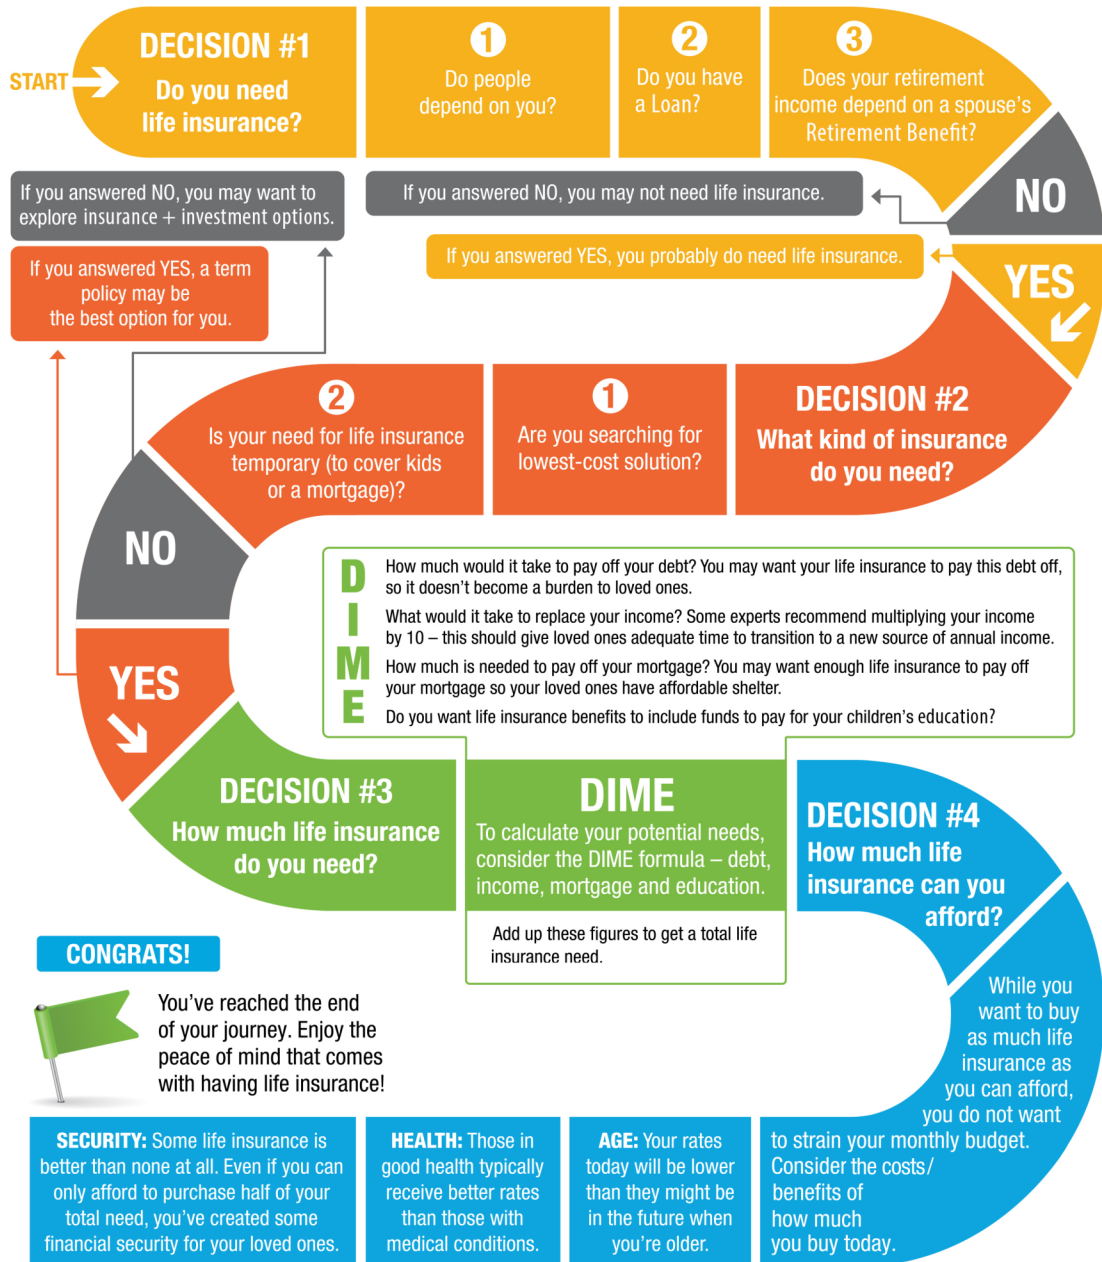 START
DECISION #1
Do you need
life insurance?
1
Do people
depend on you?
2
Do you have
a Loan?
3
Does your retirement
income depend on a spouse's
Retirement Benefit?
NO
If you answered NO, you may not need life insurance.
YES
If you answered YES, you probably do need life insurance.
DECISION #2
What kind of insurance
do you need?
1
Are you searching for
lowest-cost solution?
2
Is your need for life insurance
temporary (to cover kids
or a mortgage)?
NO
If you answered NO, you may want to
explore insurance + investment options.
YES
If you answered YES, a term
policy may be
the best option for you.
DECISION #3
How much life insurance
do you need?
DIME
To calculate your potential needs,
consider the DIME formula – debt,
income, mortgage and education.
D
How much would it take to pay off your debt? You may want your life insurance to pay this debt off,
so it doesn't become a burden to loved ones.
I
What would it take to replace your income? Some experts recommend multiplying your income
by 10 – this should give loved ones adequate time to transition to a new source of annual income.
M
How much is needed to pay off your mortgage? You may want enough life insurance to pay off
your mortgage so your loved ones have affordable shelter.
E
Do you want life insurance benefits to include funds to pay for your children's education?
Add up these figures to get a total life
insurance need.
DECISION #4
How much life
insurance can you
afford?
While you
want to buy
as much life
insurance as
you can afford,
you do not want
to strain your monthly budget.
Consider the costs/
benefits of
how much
you buy today.
AGE: Your rates
today will be lower
than they might be
in the future when
you're older.
HEALTH: Those in
good health typically
receive better rates
than those with
medical conditions.
SECURITY: Some life insurance is
better than none at all. Even if you can
only afford to purchase half of your
total need, you've created some
financial security for your loved ones.
CONGRATS!
You've reached the end
of your journey. Enjoy the
peace of mind that comes
with having life insurance!